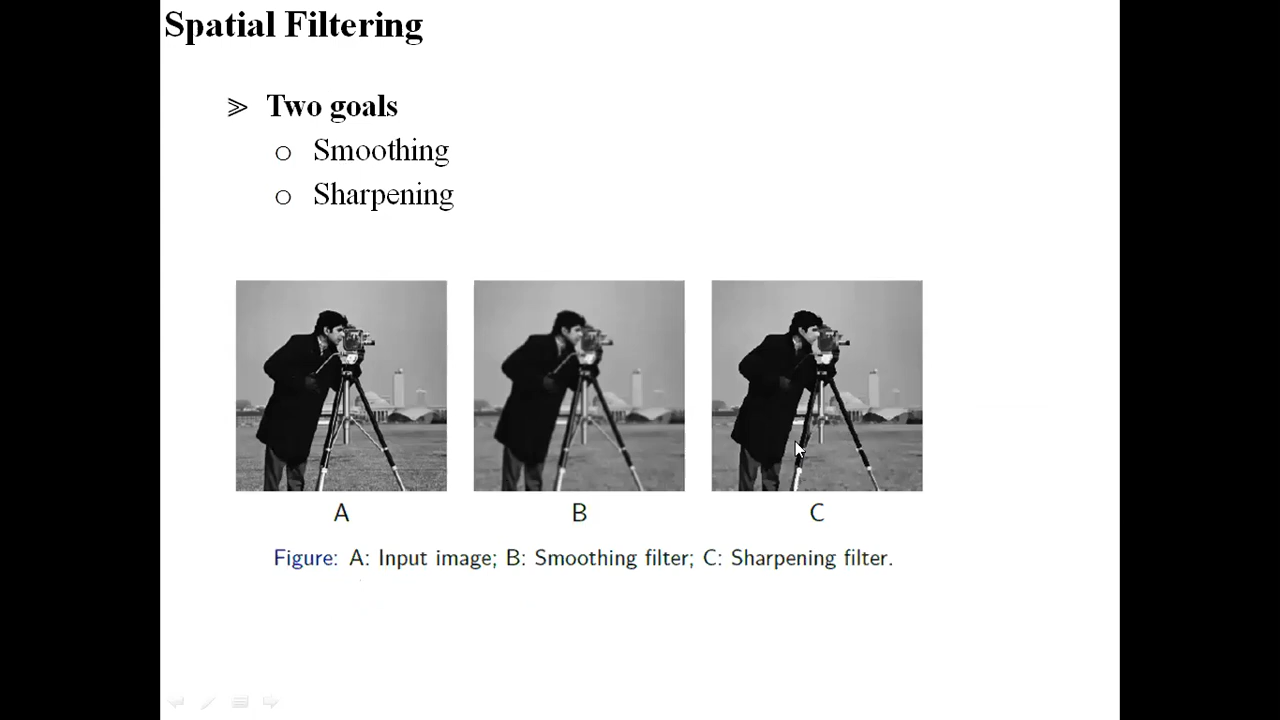 Spatial Filtering
⪢ Two goals
o Smoothing
o Sharpening
A B C
Figure: A: Input image; B: Smoothing filter; C: Sharpening filter.